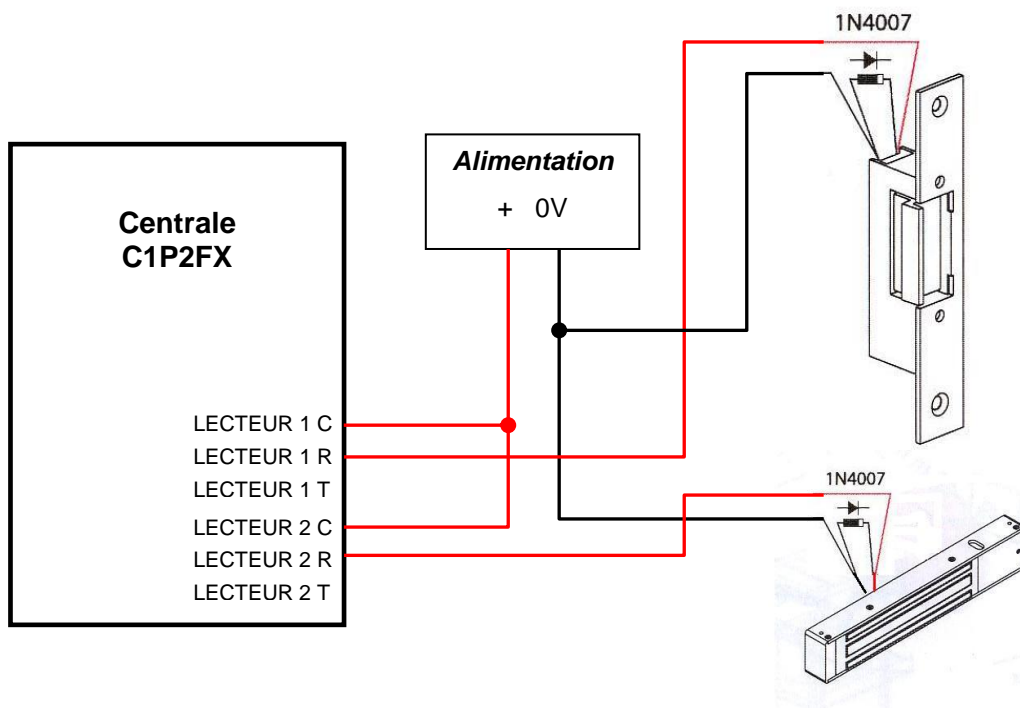 1N4007
Alimentation
+ 0V
Centrale
C1P2FX
LECTEUR 1 C
LECTEUR 1 R
LECTEUR 1 T
LECTEUR 2 C
LECTEUR 2 R
LECTEUR 2 T
1N4007